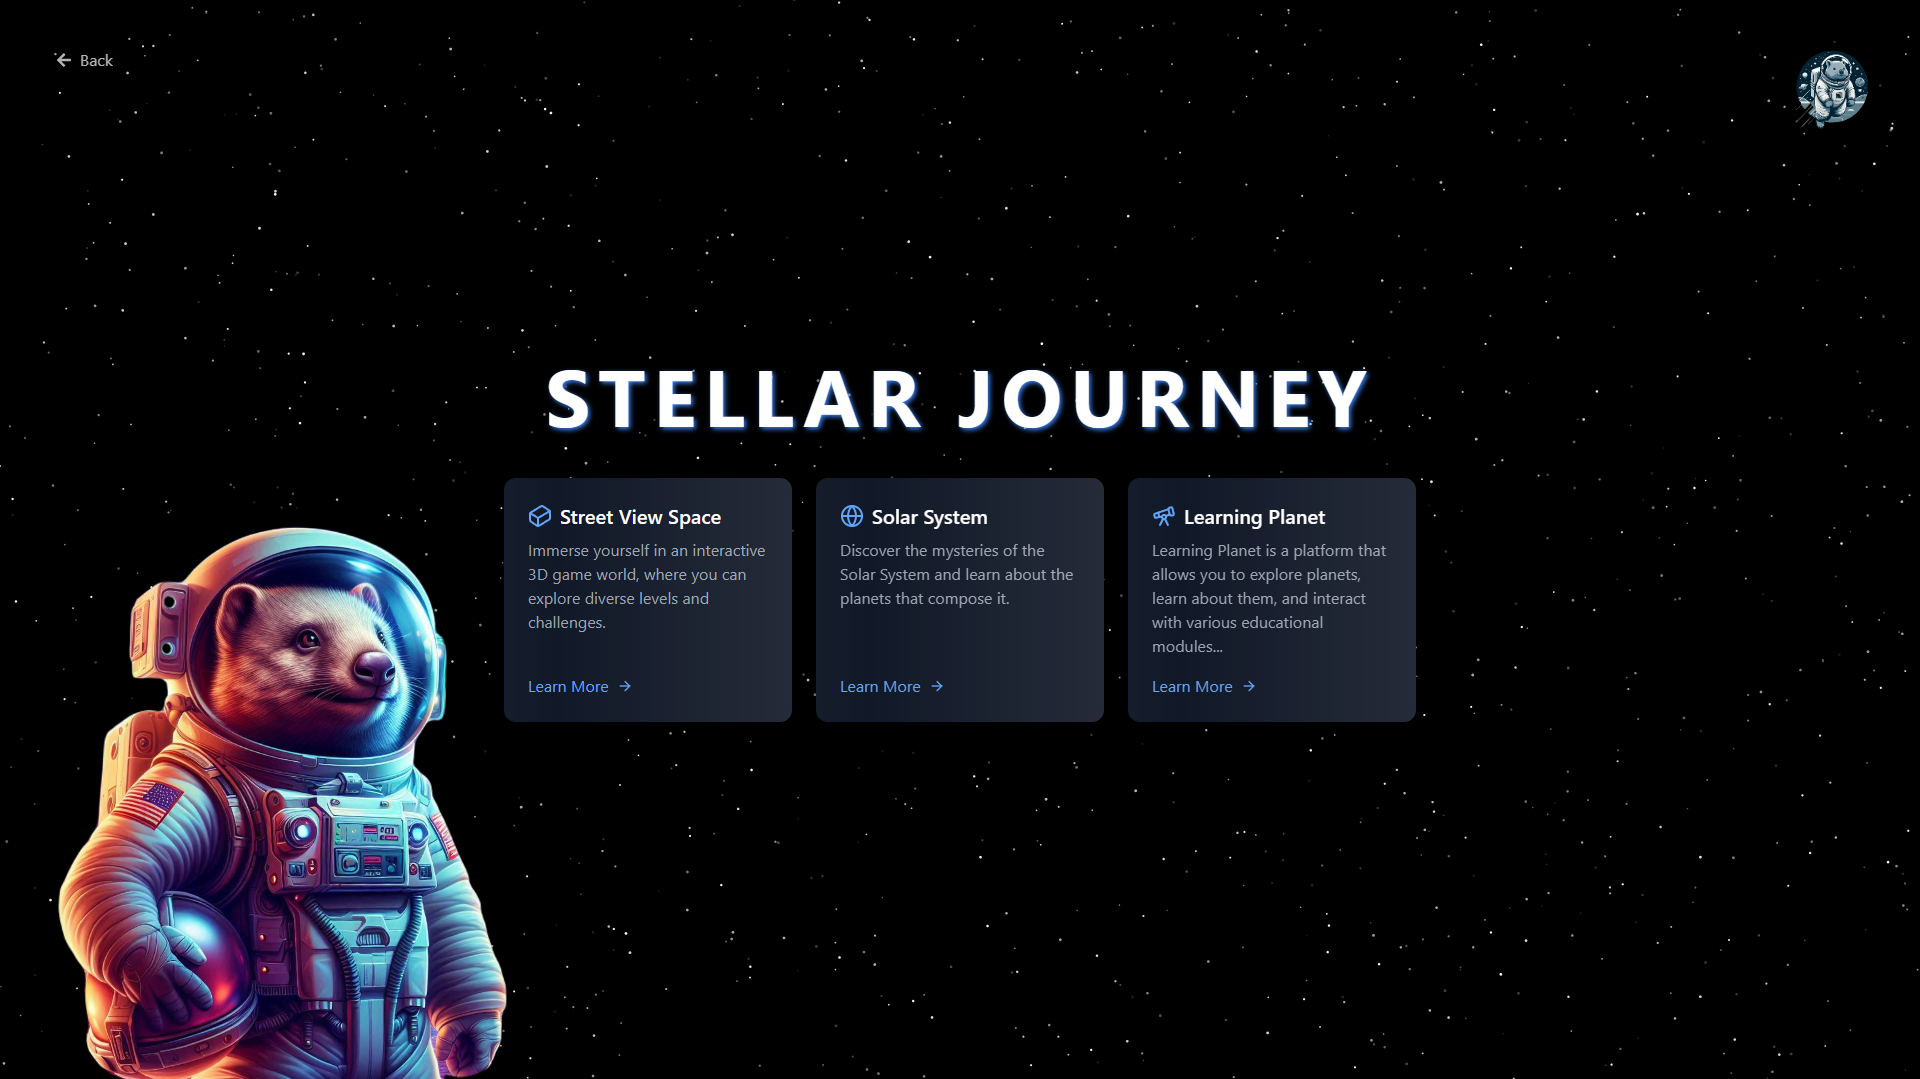 Back
STELLAR JOURNEY
Street View Space
Immerse yourself in an interactive
3D game world, where you can
explore diverse levels and
challenges.
Learn More
Solar System
Discover the mysteries of the
Solar System and learn about the
planets that compose it.
Learn More
Learning Planet
Learning Planet is a platform that
allows you to explore planets,
learn about them, and interact
with various educational
modules...
Learn More